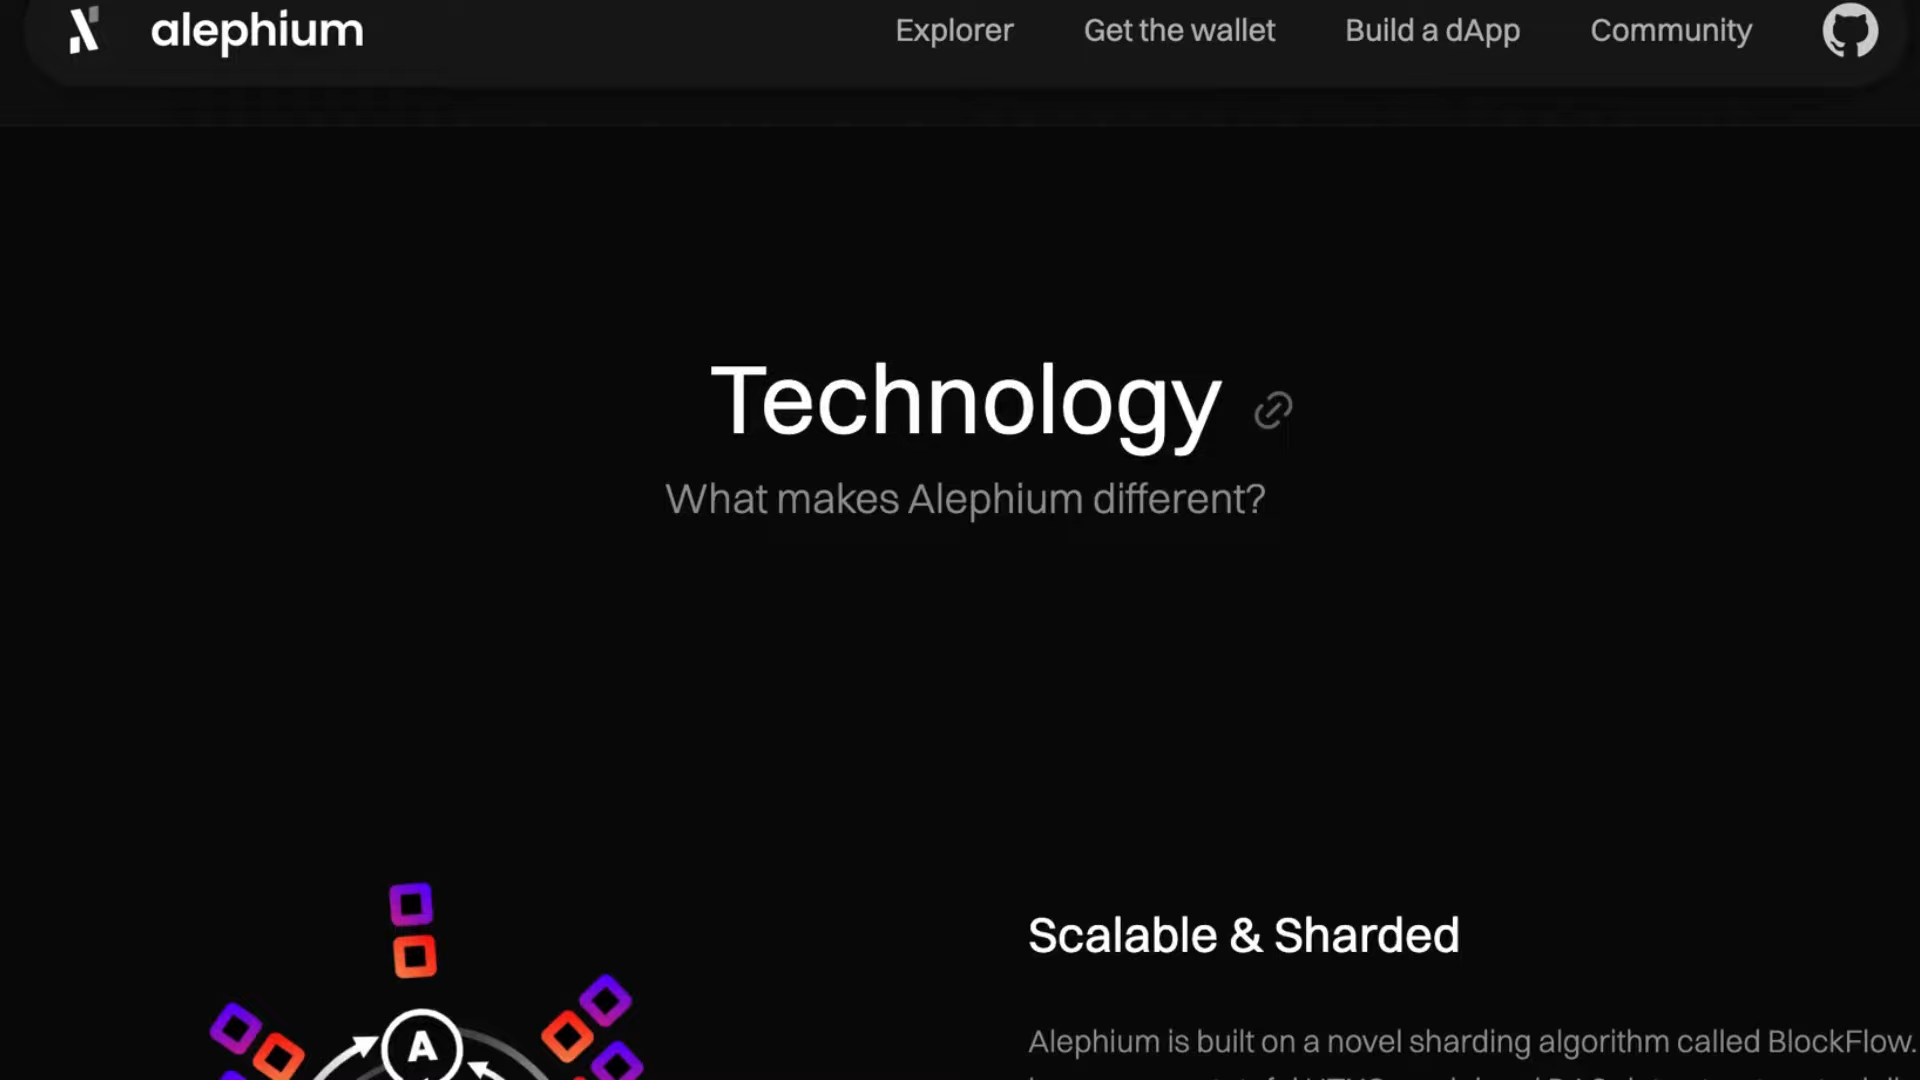 alephium
Explorer
Get the wallet
Build a dApp
Community
Technology
What makes Alephium different?
Scalable & Sharded
A
Alephium is built on a novel sharding algorithm called BlockFlow.